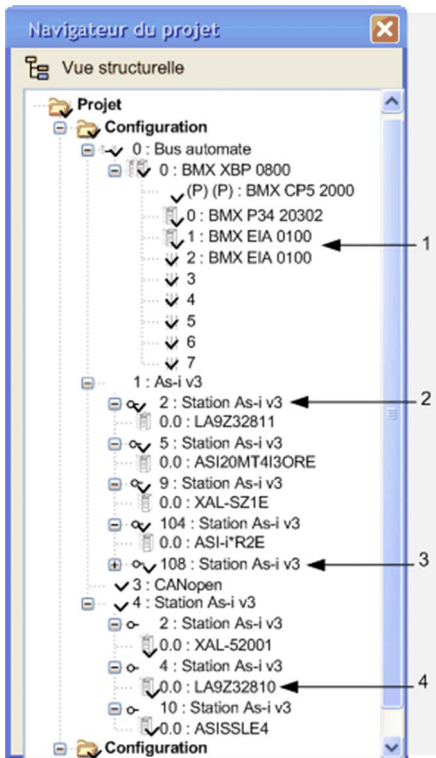 Navigateur du projet
Vue structurelle
Projet
Configuration
0 : Bus automate
0 : BMX XBP 0800
(P) (P) : BMX CP5 2000
0 : BMX P34 20302
1 : BMX EIA 0100
1
2 : BMX EIA 0100
3
4
5
6
7
1 : As-i v3
2 : Station As-i v3
2
0.0 : LA9Z32811
5 : Station As-i v3
0.0 : ASI20MT4I3ORE
9 : Station As-i v3
0.0 : XAL-SZ1E
104 : Station As-i v3
0.0 : ASI-i*R2E
108 : Station As-i v3
3
3 : CANopen
4 : Station As-i v3
2 : Station As-i v3
0.0 : XAL-52001
4 : Station As-i v3
0.0 : LA9Z32810
4
10 : Station As-i v3
0.0 : ASISSLE4
Configuration